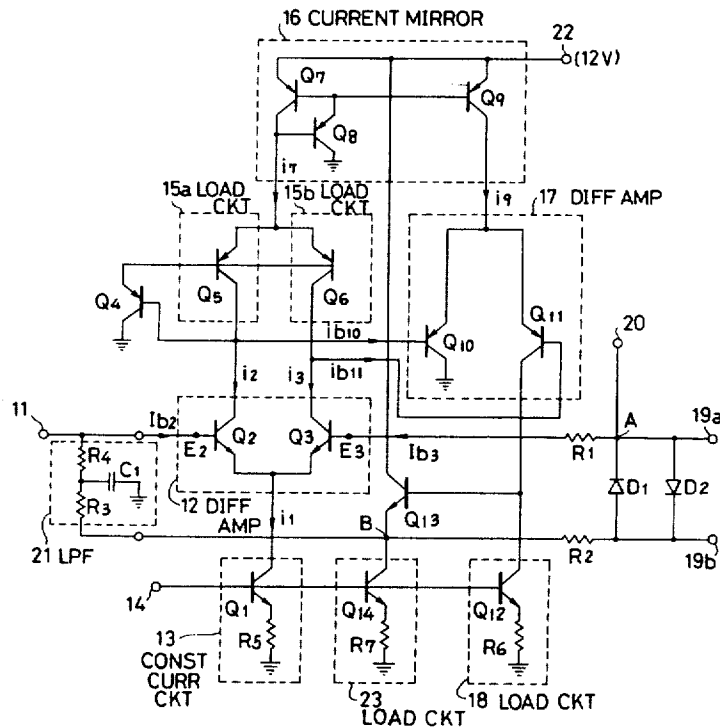 16 CURRENT MIRROR
22
(12V)
Q7
Q8
Q9
i7
i9
15a LOAD CKT
15b LOAD CKT
17 DIFF AMP
Q4
Q5
Q6
Q10
Q11
ib10
ib11
i2
i3
20
11
Ib2
E2
Q2
Q3
E3
Ib3
R1
A
19a
R4
C1
R3
21 LPF
12 DIFF AMP
i1
B
Q13
D1
D2
R2
19b
14
Q1
Q14
Q12
R5
R7
R6
13
CONST
CURR
CKT
23
LOAD CKT
18 LOAD CKT